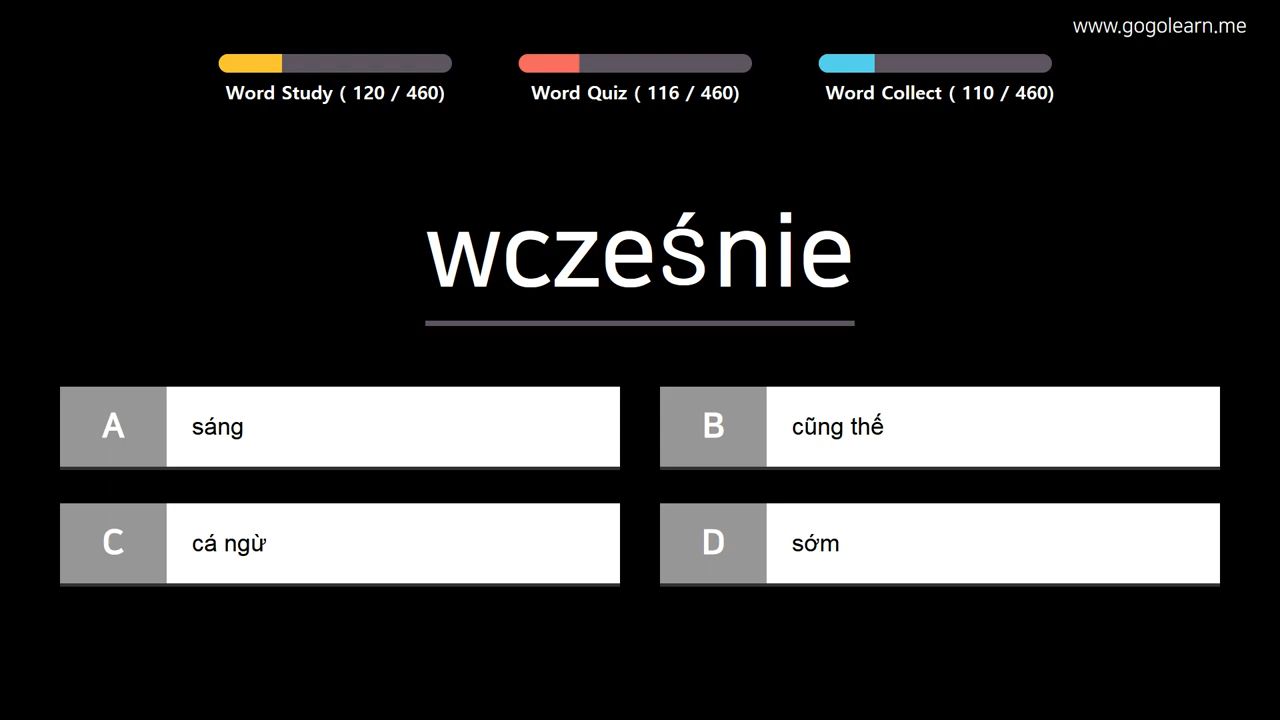 www.gogolearn.me
Word Study ( 120 / 460)
Word Quiz ( 116 / 460)
Word Collect ( 110 / 460)
wcześnie
A sáng
B cũng thế
C cá ngừ
D sớm